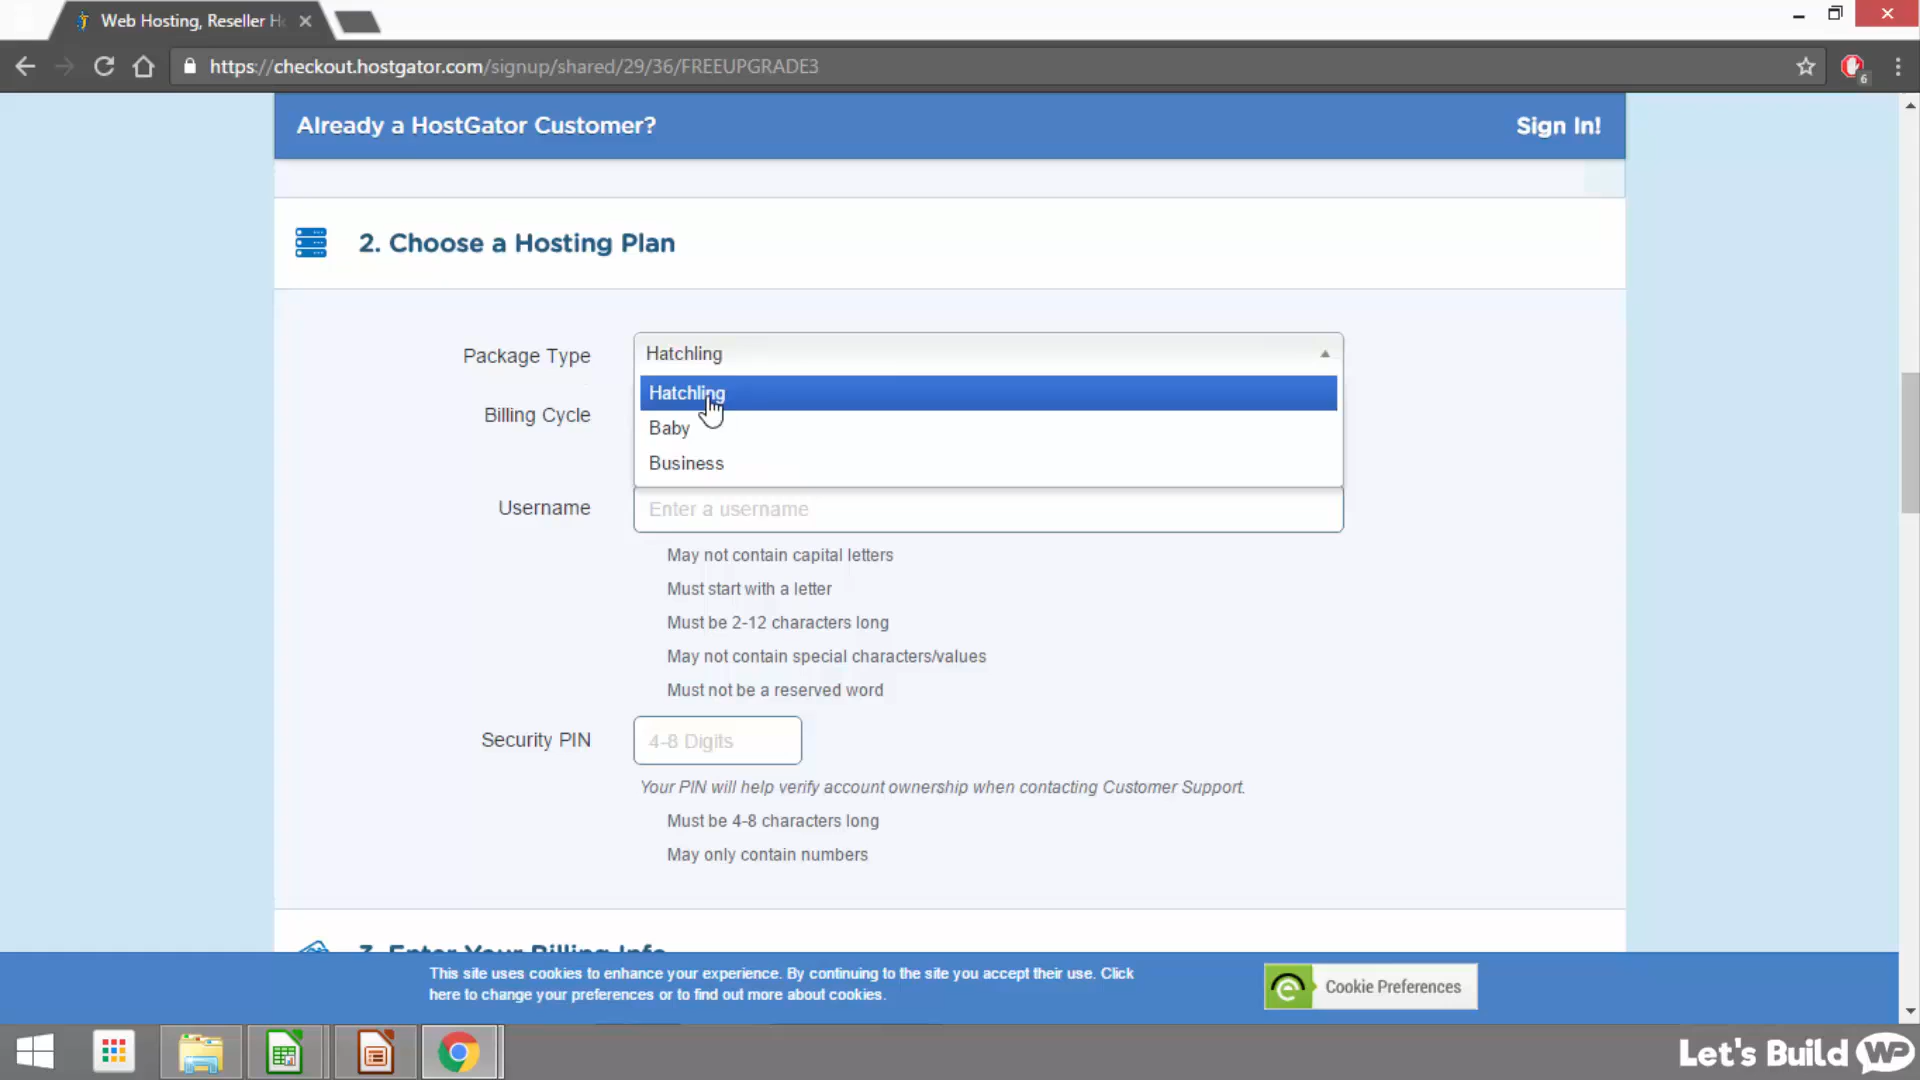 Web Hosting, Reseller H
https://checkout.hostgator.com/signup/shared/29/36/FREEUPGRADE3
6
Already a HostGator Customer?
Sign In!
2. Choose a Hosting Plan
Package Type
Hatchling
Hatchling
Billing Cycle
Baby
Business
Username
Enter a username
May not contain capital letters
Must start with a letter
Must be 2-12 characters long
May not contain special characters/values
Must not be a reserved word
Security PIN
4-8 Digits
Your PIN will help verify account ownership when contacting Customer Support.
Must be 4-8 characters long
May only contain numbers
3. Enter Your Billing Info
This site uses cookies to enhance your experience. By continuing to the site you accept their use. Click
here to change your preferences or to find out more about cookies.
Cookie Preferences
Let's Build WP